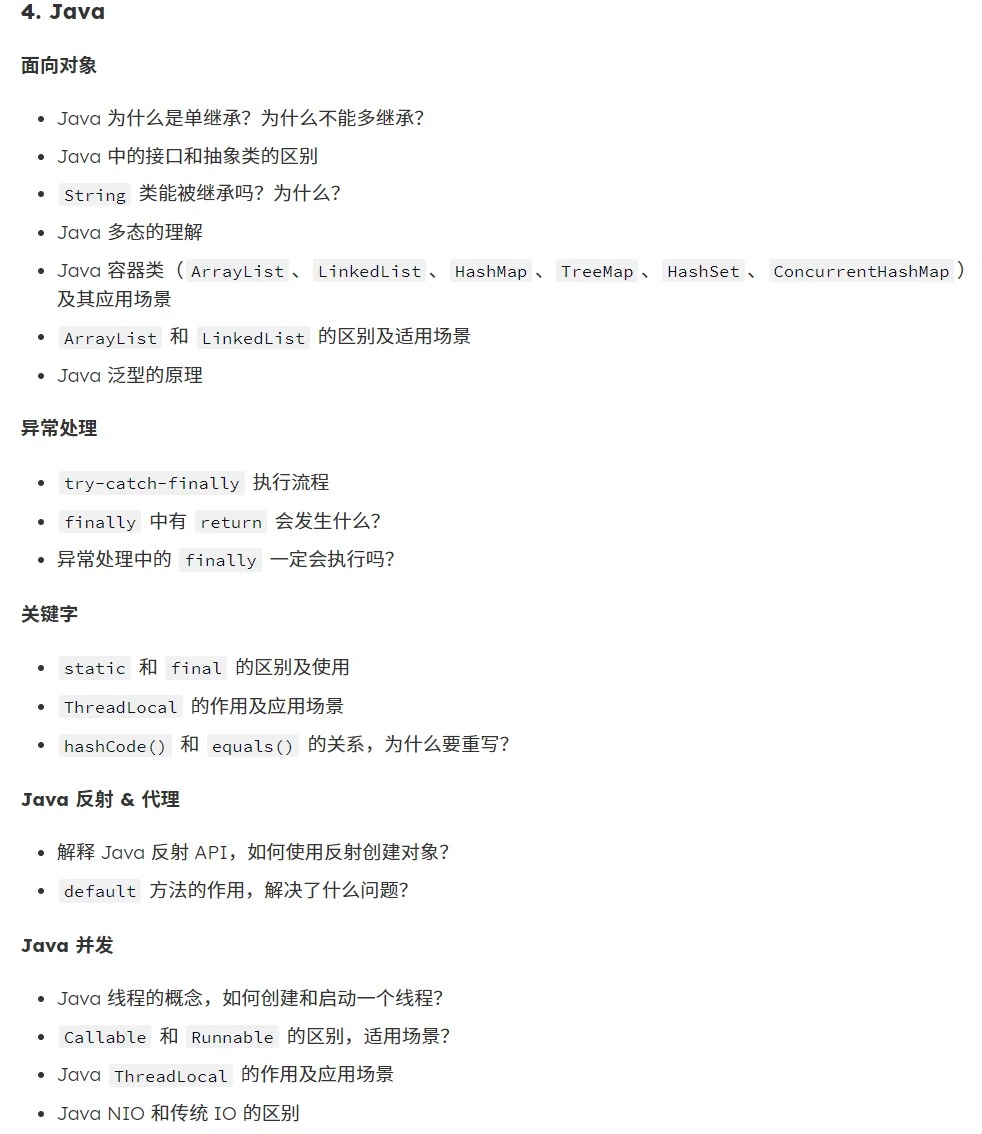 4. Java
面向对象
Java 为什么是单继承？为什么不能多继承？
Java 中的接口和抽象类的区别
String 类能被继承吗？为什么？
Java 多态的理解
Java 容器类（ArrayList、LinkedList、HashMap、TreeMap、HashSet、ConcurrentHashMap）
及其应用场景
ArrayList 和 LinkedList 的区别及适用场景
Java 泛型的原理
异常处理
try-catch-finally 执行流程
finally 中有 return 会发生什么？
异常处理中的 finally 一定会执行吗？
关键字
static 和 final 的区别及使用
ThreadLocal 的作用及应用场景
hashCode() 和 equals() 的关系，为什么要重写？
Java 反射 & 代理
解释 Java 反射 API，如何使用反射创建对象？
default 方法的作用，解决了什么问题？
Java 并发
Java 线程的概念，如何创建和启动一个线程？
Callable 和 Runnable 的区别，适用场景？
Java ThreadLocal 的作用及应用场景
Java NIO 和传统 IO 的区别